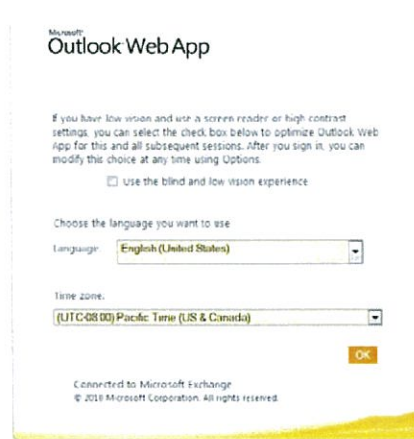 Microsoft®
Outlook Web App
If you have low vision and use a screen reader or high contrast
settings, you can select the check box below to optimize Outlook Web
App for this and all subsequent sessions. After you sign in, you can
modify this choice at any time using Options.
Use the blind and low vision experience
Choose the language you want to use
Language: English (United States)
Time zone:
(UTC-08:00) Pacific Time (US & Canada)
OK
Connected to Microsoft Exchange
© 2010 Microsoft Corporation. All rights reserved.